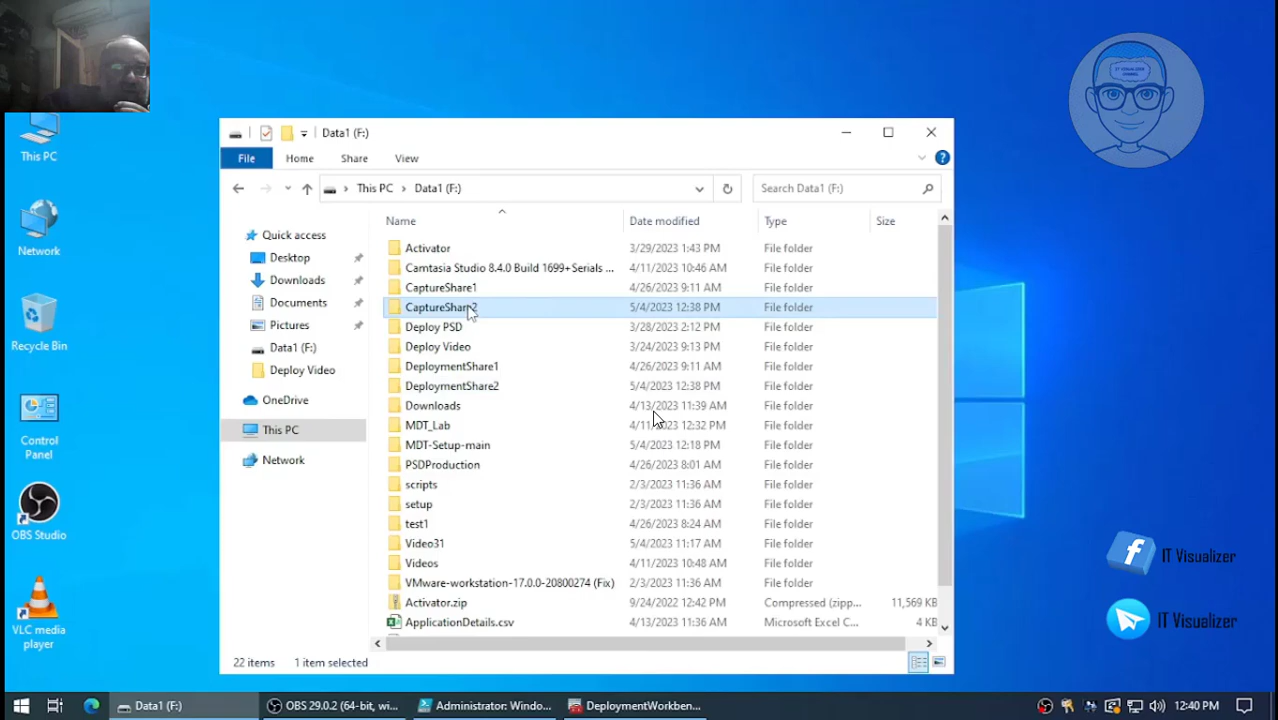 IT VISUALIZER
CHANNEL
This PC
Network
Recycle Bin
Control
Panel
OBS Studio
VLC media
player
Data1 (F:)
File Home Share View
This PC Data1 (F:)
Search Data1 (F:)
Quick access
Desktop
Downloads
Documents
Pictures
Data1 (F:)
Deploy Video
OneDrive
This PC
Network
Name Date modified Type Size
Activator 3/29/2023 1:43 PM File folder
Camtasia Studio 8.4.0 Build 1699+Serials ... 4/11/2023 10:46 AM File folder
CaptureShare1 4/26/2023 9:11 AM File folder
CaptureShare2 5/4/2023 12:38 PM File folder
Deploy PSD 3/28/2023 2:12 PM File folder
Deploy Video 3/24/2023 9:13 PM File folder
DeploymentShare1 4/26/2023 9:11 AM File folder
DeploymentShare2 5/4/2023 12:38 PM File folder
Downloads 4/13/2023 11:39 AM File folder
MDT_Lab 4/11/2023 12:32 PM File folder
MDT-Setup-main 5/4/2023 12:18 PM File folder
PSDProduction 4/26/2023 8:01 AM File folder
scripts 2/3/2023 11:36 AM File folder
setup 2/3/2023 11:36 AM File folder
test1 4/26/2023 8:24 AM File folder
Video31 5/4/2023 11:17 AM File folder
Videos 4/11/2023 10:48 AM File folder
VMware-workstation-17.0.0-20800274 (Fix) 2/3/2023 11:36 AM File folder
Activator.zip 9/24/2022 12:42 PM Compressed (zipp... 11,569 KB
ApplicationDetails.csv 4/13/2023 11:36 AM Microsoft Excel C... 4 KB
22 items 1 item selected
IT Visualizer
IT Visualizer
Data1 (F:) OBS 29.0.2 (64-bit, wi... Administrator: Windo... DeploymentWorkben... 12:40 PM